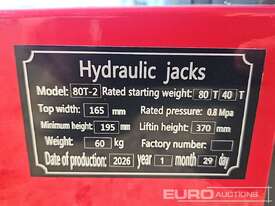 Hydraulic jacks
Model: 80T-2 Rated starting weight: 80 T 40 T
Top width: 165 mm Rated pressure: 0.8 Mpa
Minimum height: 195 mm Liftin height: 370 mm
Weight: 60 kg Factory number:
Date of production: 2026 year 1 month 29 day
EURO AUCTIONS